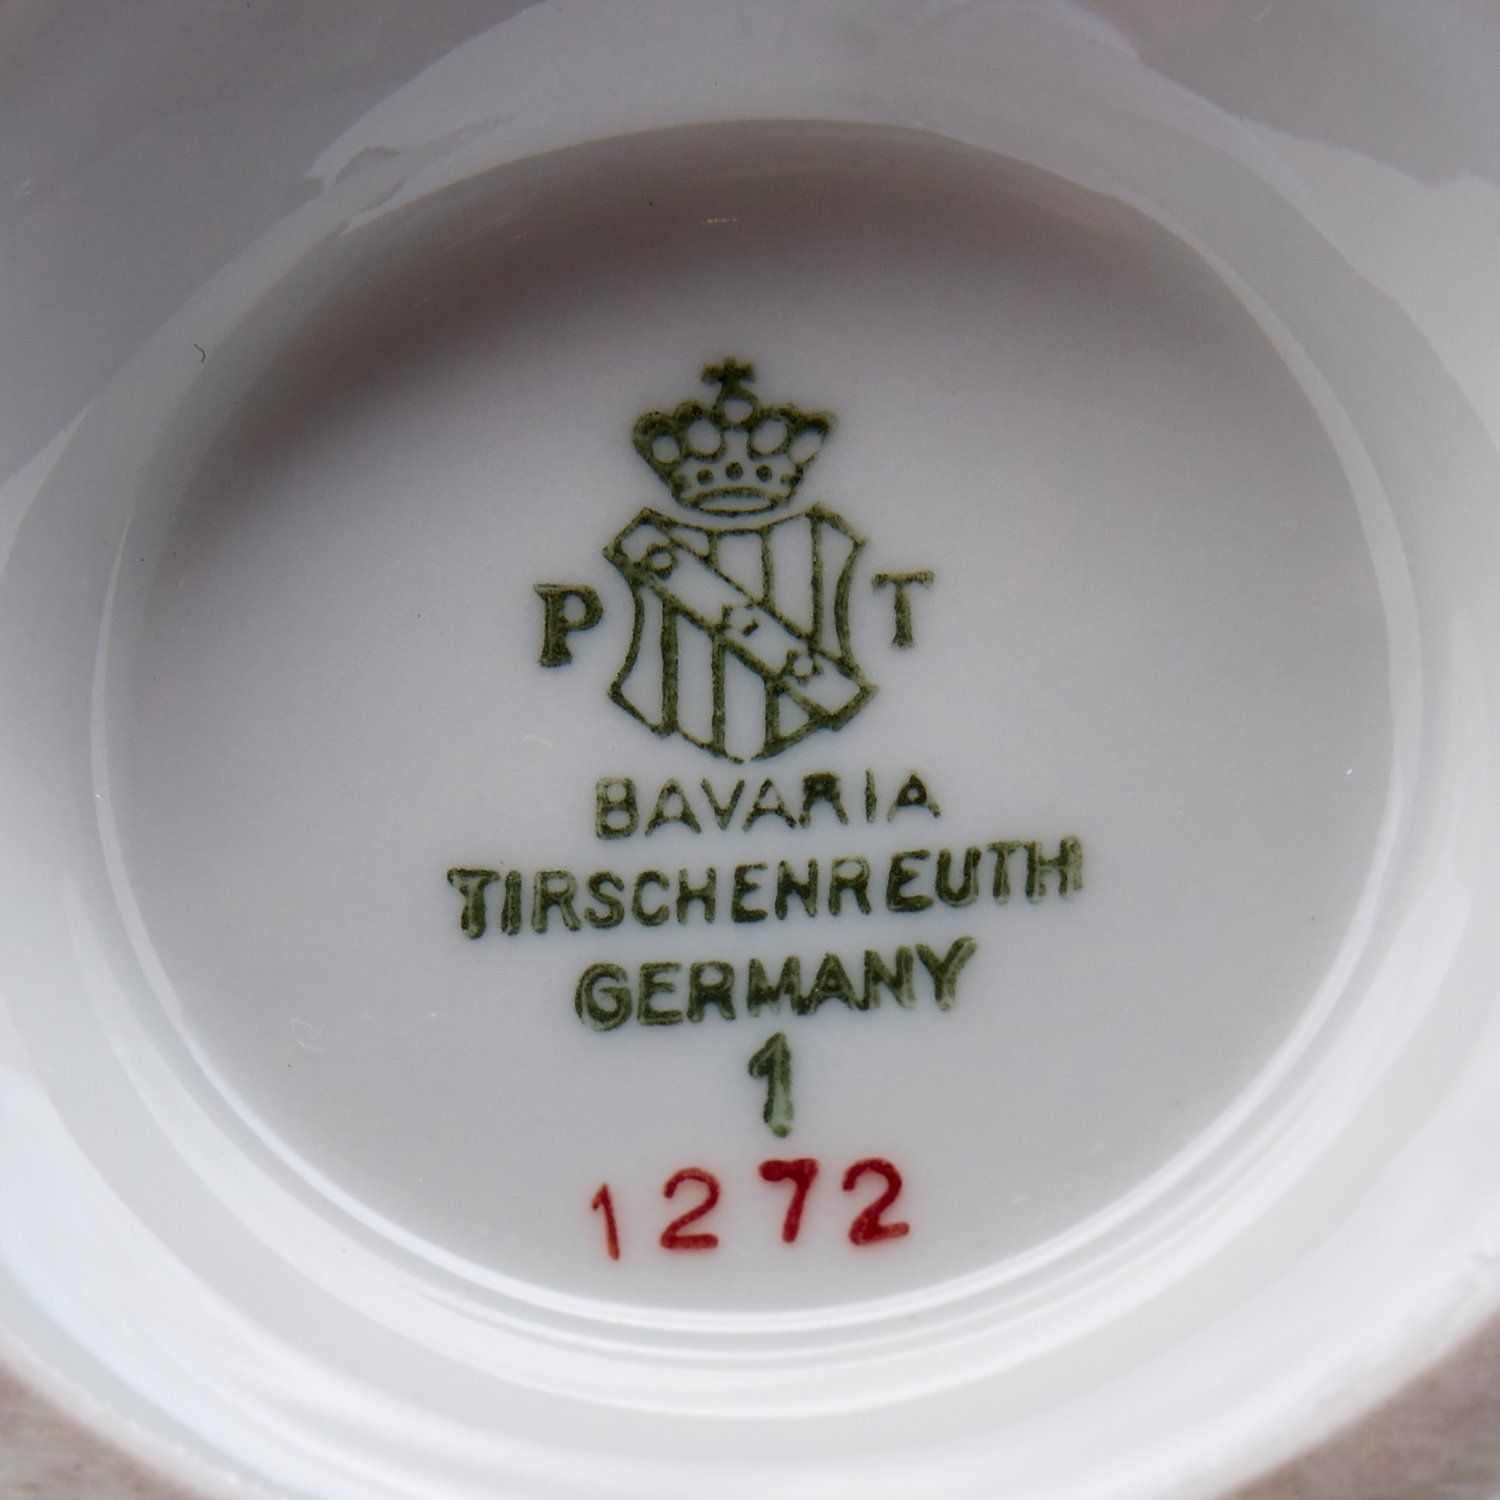 P T
BAVARIA
TIRSCHENREUTH
GERMANY
1
1272